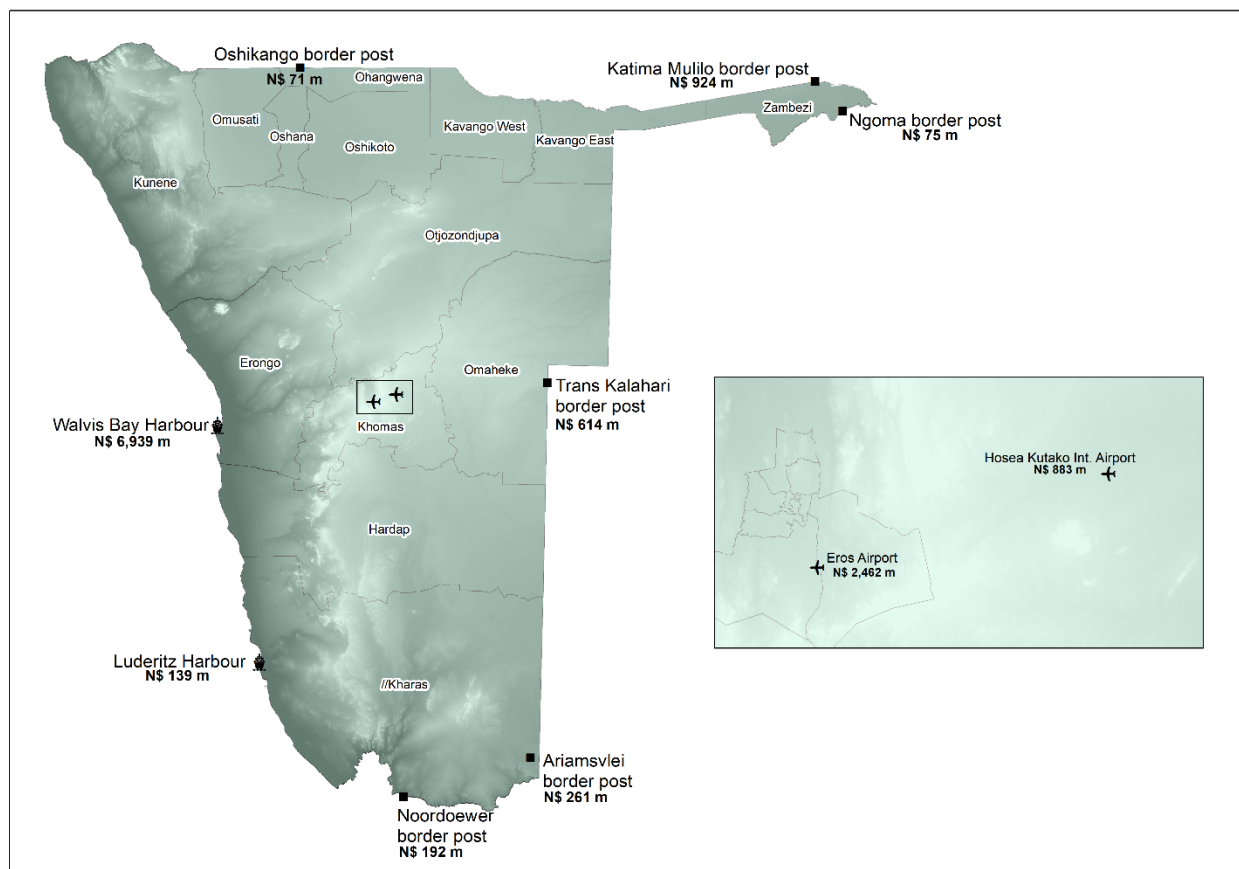 Oshikango border post
N$ 71 m
Ohangwena
Katima Mulilo border post
N$ 924 m
Zambezi
Ngoma border post
N$ 75 m
Omusati
Oshana
Oshikoto
Kavango West
Kavango East
Kunene
Otjozondjupa
Erongo
Omaheke
Trans Kalahari
border post
N$ 614 m
Walvis Bay Harbour
N$ 6,939 m
Khomas
Hosea Kutako Int. Airport
N$ 883 m
Eros Airport
N$ 2,462 m
Hardap
Luderitz Harbour
N$ 139 m
//Kharas
Ariamsvlei
border post
N$ 261 m
Noordoewer
border post
N$ 192 m